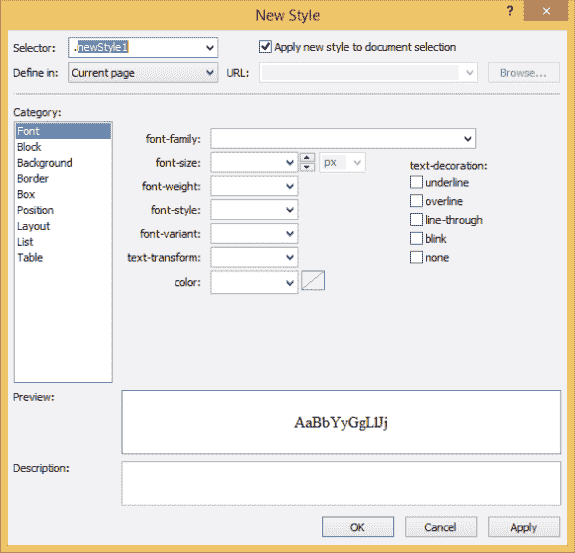 New Style
? ×
Selector: .newStyle1 Apply new style to document selection
Define in: Current page URL: Browse...
Category:
Font
Block
Background
Border
Box
Position
Layout
List
Table
font-family:
font-size: px
font-weight:
font-style:
font-variant:
text-transform:
color:
text-decoration:
underline
overline
line-through
blink
none
Preview:
AaBbYyGgLlJj
Description:
OK Cancel Apply